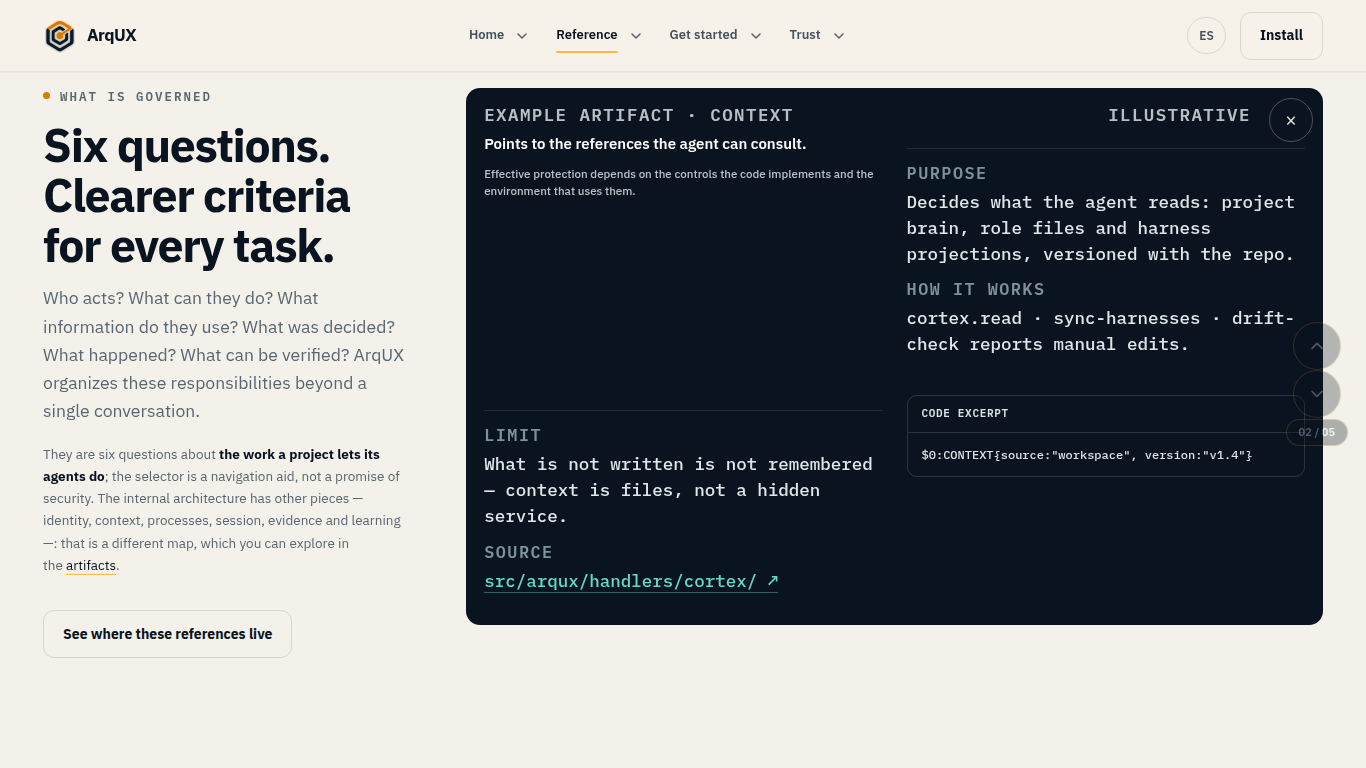 ArqUX
Home
Reference
Get started
Trust
ES
Install
WHAT IS GOVERNED
Six questions.
Clearer criteria
for every task.
Who acts? What can they do? What
information do they use? What was decided?
What happened? What can be verified? ArqUX
organizes these responsibilities beyond a
single conversation.
They are six questions about the work a project lets its
agents do; the selector is a navigation aid, not a promise of
security. The internal architecture has other pieces —
identity, context, processes, session, evidence and learning
—: that is a different map, which you can explore in
the artifacts.
See where these references live
EXAMPLE ARTIFACT · CONTEXT
ILLUSTRATIVE
×
Points to the references the agent can consult.
Effective protection depends on the controls the code implements and the
environment that uses them.
LIMIT
What is not written is not remembered
— context is files, not a hidden
service.
SOURCE
src/arqux/handlers/cortex/ ↗
PURPOSE
Decides what the agent reads: project
brain, role files and harness
projections, versioned with the repo.
HOW IT WORKS
cortex.read · sync-harnesses · drift-
check reports manual edits.
CODE EXCERPT
$0:CONTEXT{source:"workspace", version:"v1.4"}
02 / 05